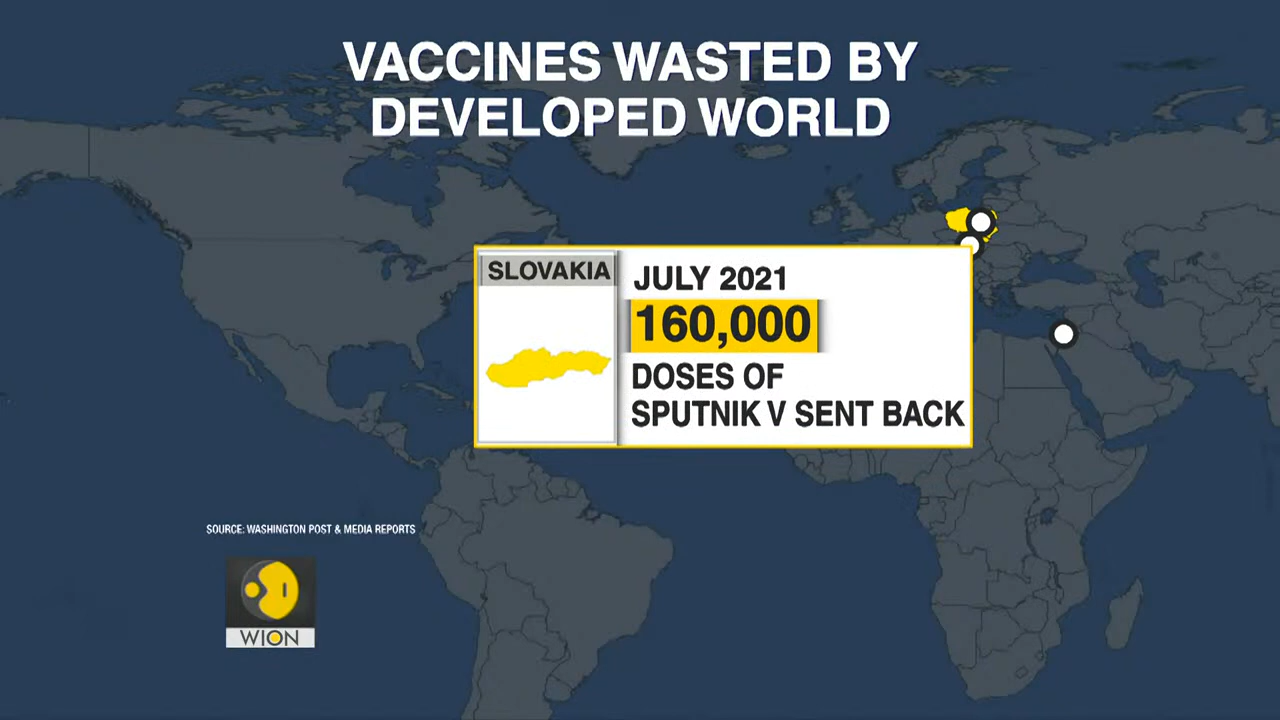 VACCINES WASTED BY
DEVELOPED WORLD
SLOVAKIA
JULY 2021
160,000
DOSES OF
SPUTNIK V SENT BACK
SOURCE: WASHINGTON POST & MEDIA REPORTS
WION